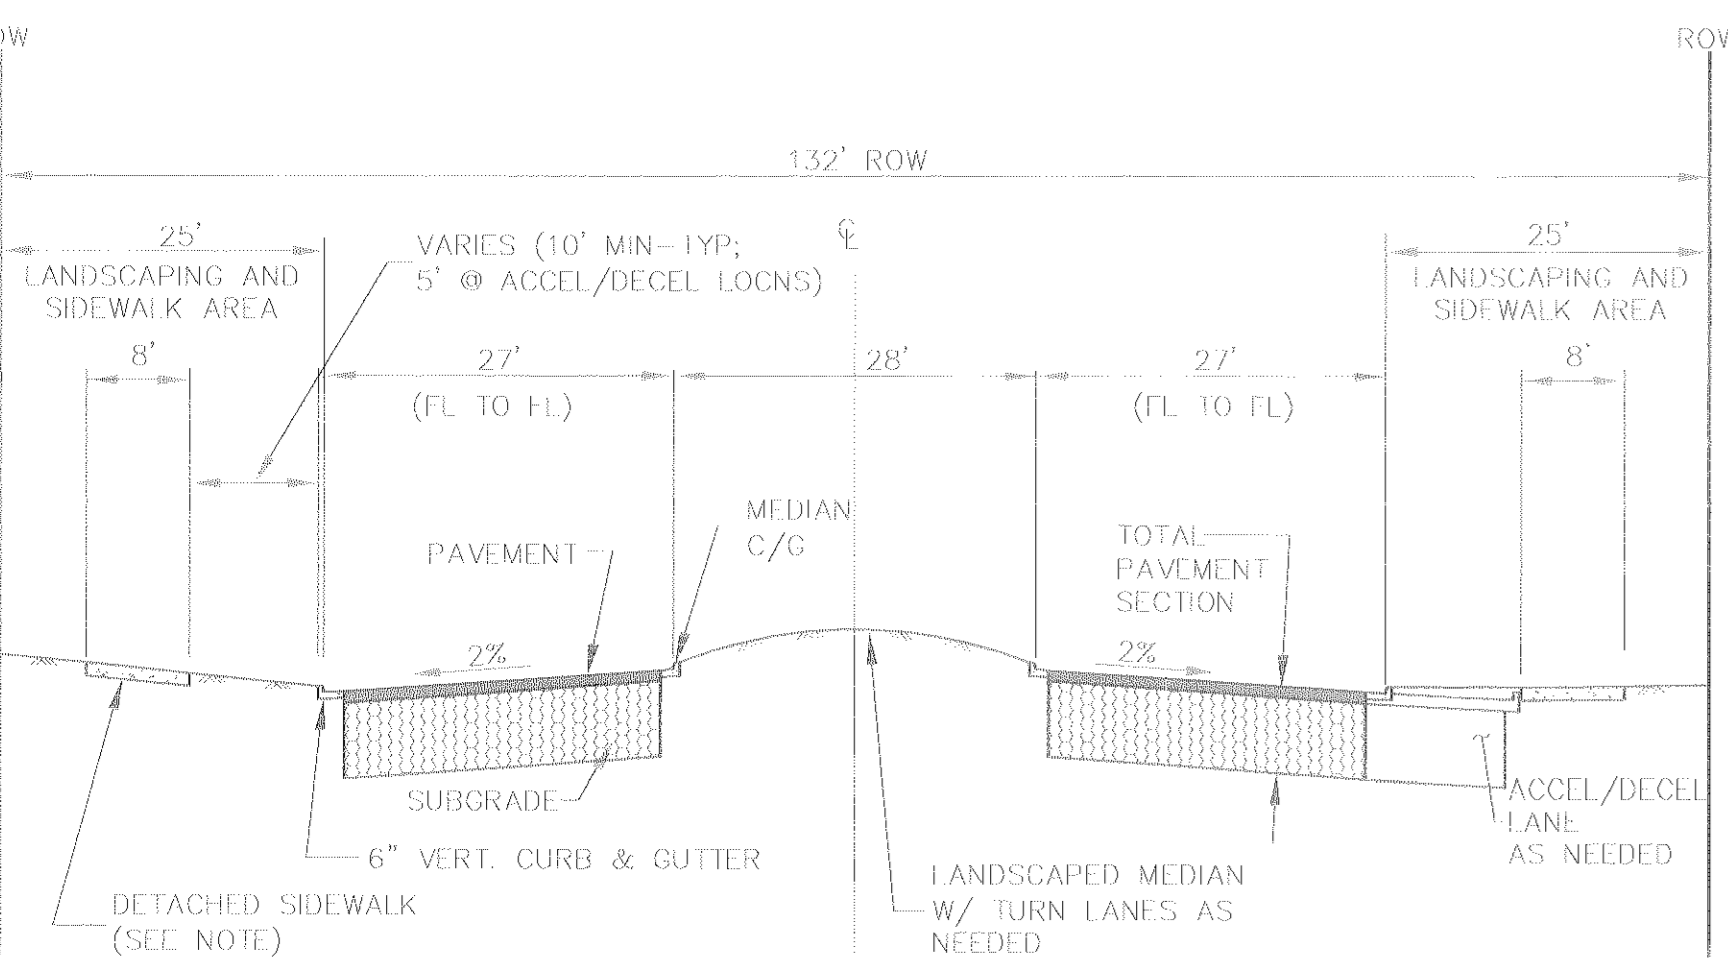 OW
ROW
132' ROW
25'
LANDSCAPING AND
SIDEWALK AREA
VARIES (10' MIN-TYP;
5' @ ACCEL/DECEL LOCNS)
℄
25'
LANDSCAPING AND
SIDEWALK AREA
8'
27'
(FL TO FL)
28'
27'
(FL TO FL)
8'
PAVEMENT
MEDIAN
C/G
TOTAL
PAVEMENT
SECTION
2%
2%
SUBGRADE
6" VERT. CURB & GUTTER
DETACHED SIDEWALK
(SEE NOTE)
LANDSCAPED MEDIAN
W/ TURN LANES AS
NEEDED
ACCEL/DECEL
LANE
AS NEEDED